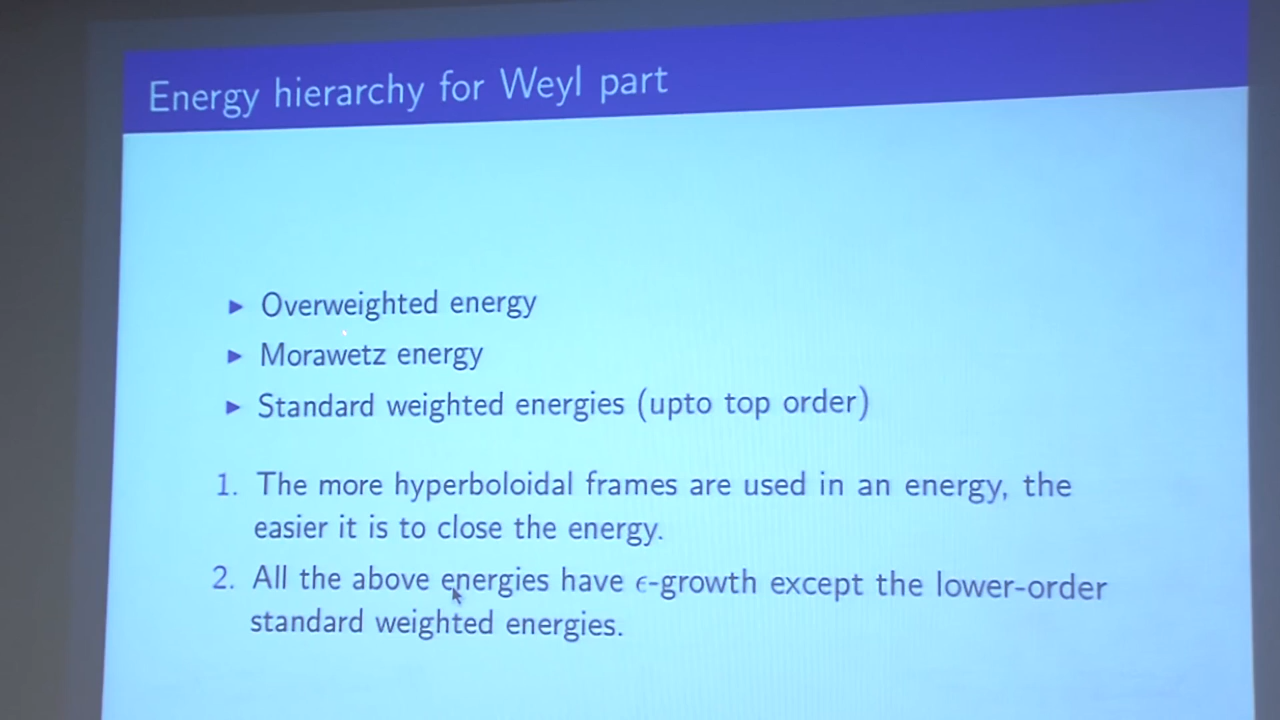 Energy hierarchy for Weyl part
▶ Overweighted energy
▶ Morawetz energy
▶ Standard weighted energies (upto top order)
1. The more hyperboloidal frames are used in an energy, the
easier it is to close the energy.
2. All the above energies have ϵ-growth except the lower-order
standard weighted energies.